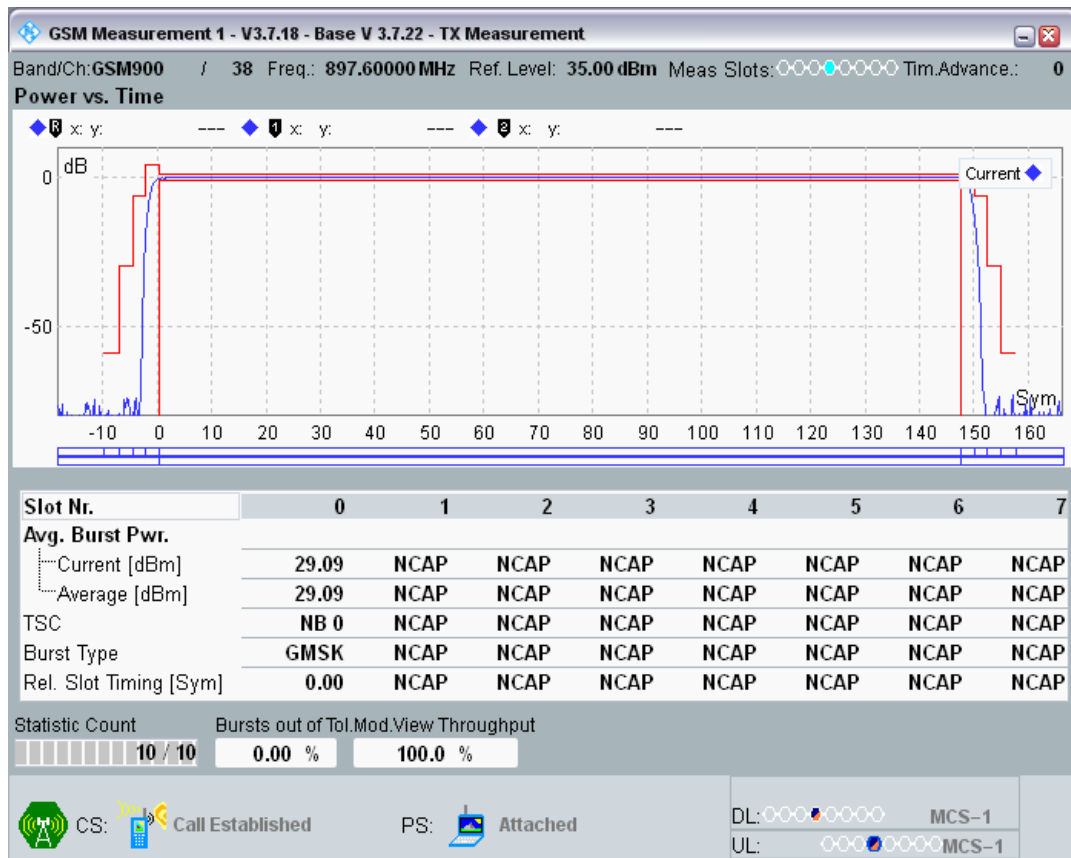 GSM Measurement 1 - V3.7.18 - Base V 3.7.22 - TX Measurement
Band/Ch:GSM900 / 38 Freq.: 897.60000 MHz Ref. Level: 35.00 dBm Meas Slots: Tim.Advance.: 0
Power vs. Time
R x: y: --- 1 x: y: --- 2 x: y: ---
dB
Current
0
-50
Sym
-10 0 10 20 30 40 50 60 70 80 90 100 110 120 130 140 150 160
Slot Nr. 0 1 2 3 4 5 6 7
Avg. Burst Pwr.
Current [dBm] 29.09 NCAP NCAP NCAP NCAP NCAP NCAP NCAP
Average [dBm] 29.09 NCAP NCAP NCAP NCAP NCAP NCAP NCAP
TSC NB 0 NCAP NCAP NCAP NCAP NCAP NCAP NCAP
Burst Type GMSK NCAP NCAP NCAP NCAP NCAP NCAP NCAP
Rel. Slot Timing [Sym] 0.00 NCAP NCAP NCAP NCAP NCAP NCAP NCAP
Statistic Count Bursts out of Tol.Mod.View Throughput
10 / 10 0.00 % 100.0 %
CS: Call Established PS: Attached
DL: MCS-1
UL: MCS-1